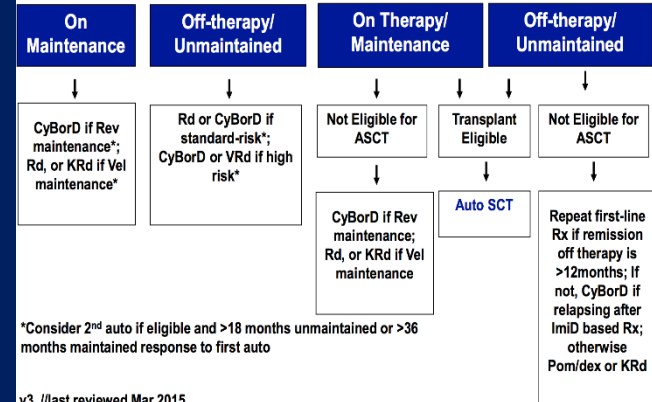 On
Maintenance
Off-therapy/
Unmaintained
On Therapy/
Maintenance
Off-therapy/
Unmaintained
CyBorD if Rev
maintenance*;
Rd, or KRd if Vel
maintenance*
Rd or CyBorD if
standard-risk*;
CyBorD or VRd if high
risk*
Not Eligible for
ASCT
Transplant
Eligible
Not Eligible for
ASCT
CyBorD if Rev
maintenance;
Rd, or KRd if Vel
maintenance
Auto SCT
Repeat first-line
Rx if remission
off therapy is
>12months; If
not, CyBorD if
relapsing after
ImiD based Rx;
otherwise
Pom/dex or KRd
*Consider 2nd auto if eligible and >18 months unmaintained or >36
months maintained response to first auto
v3 //last reviewed Mar 2015